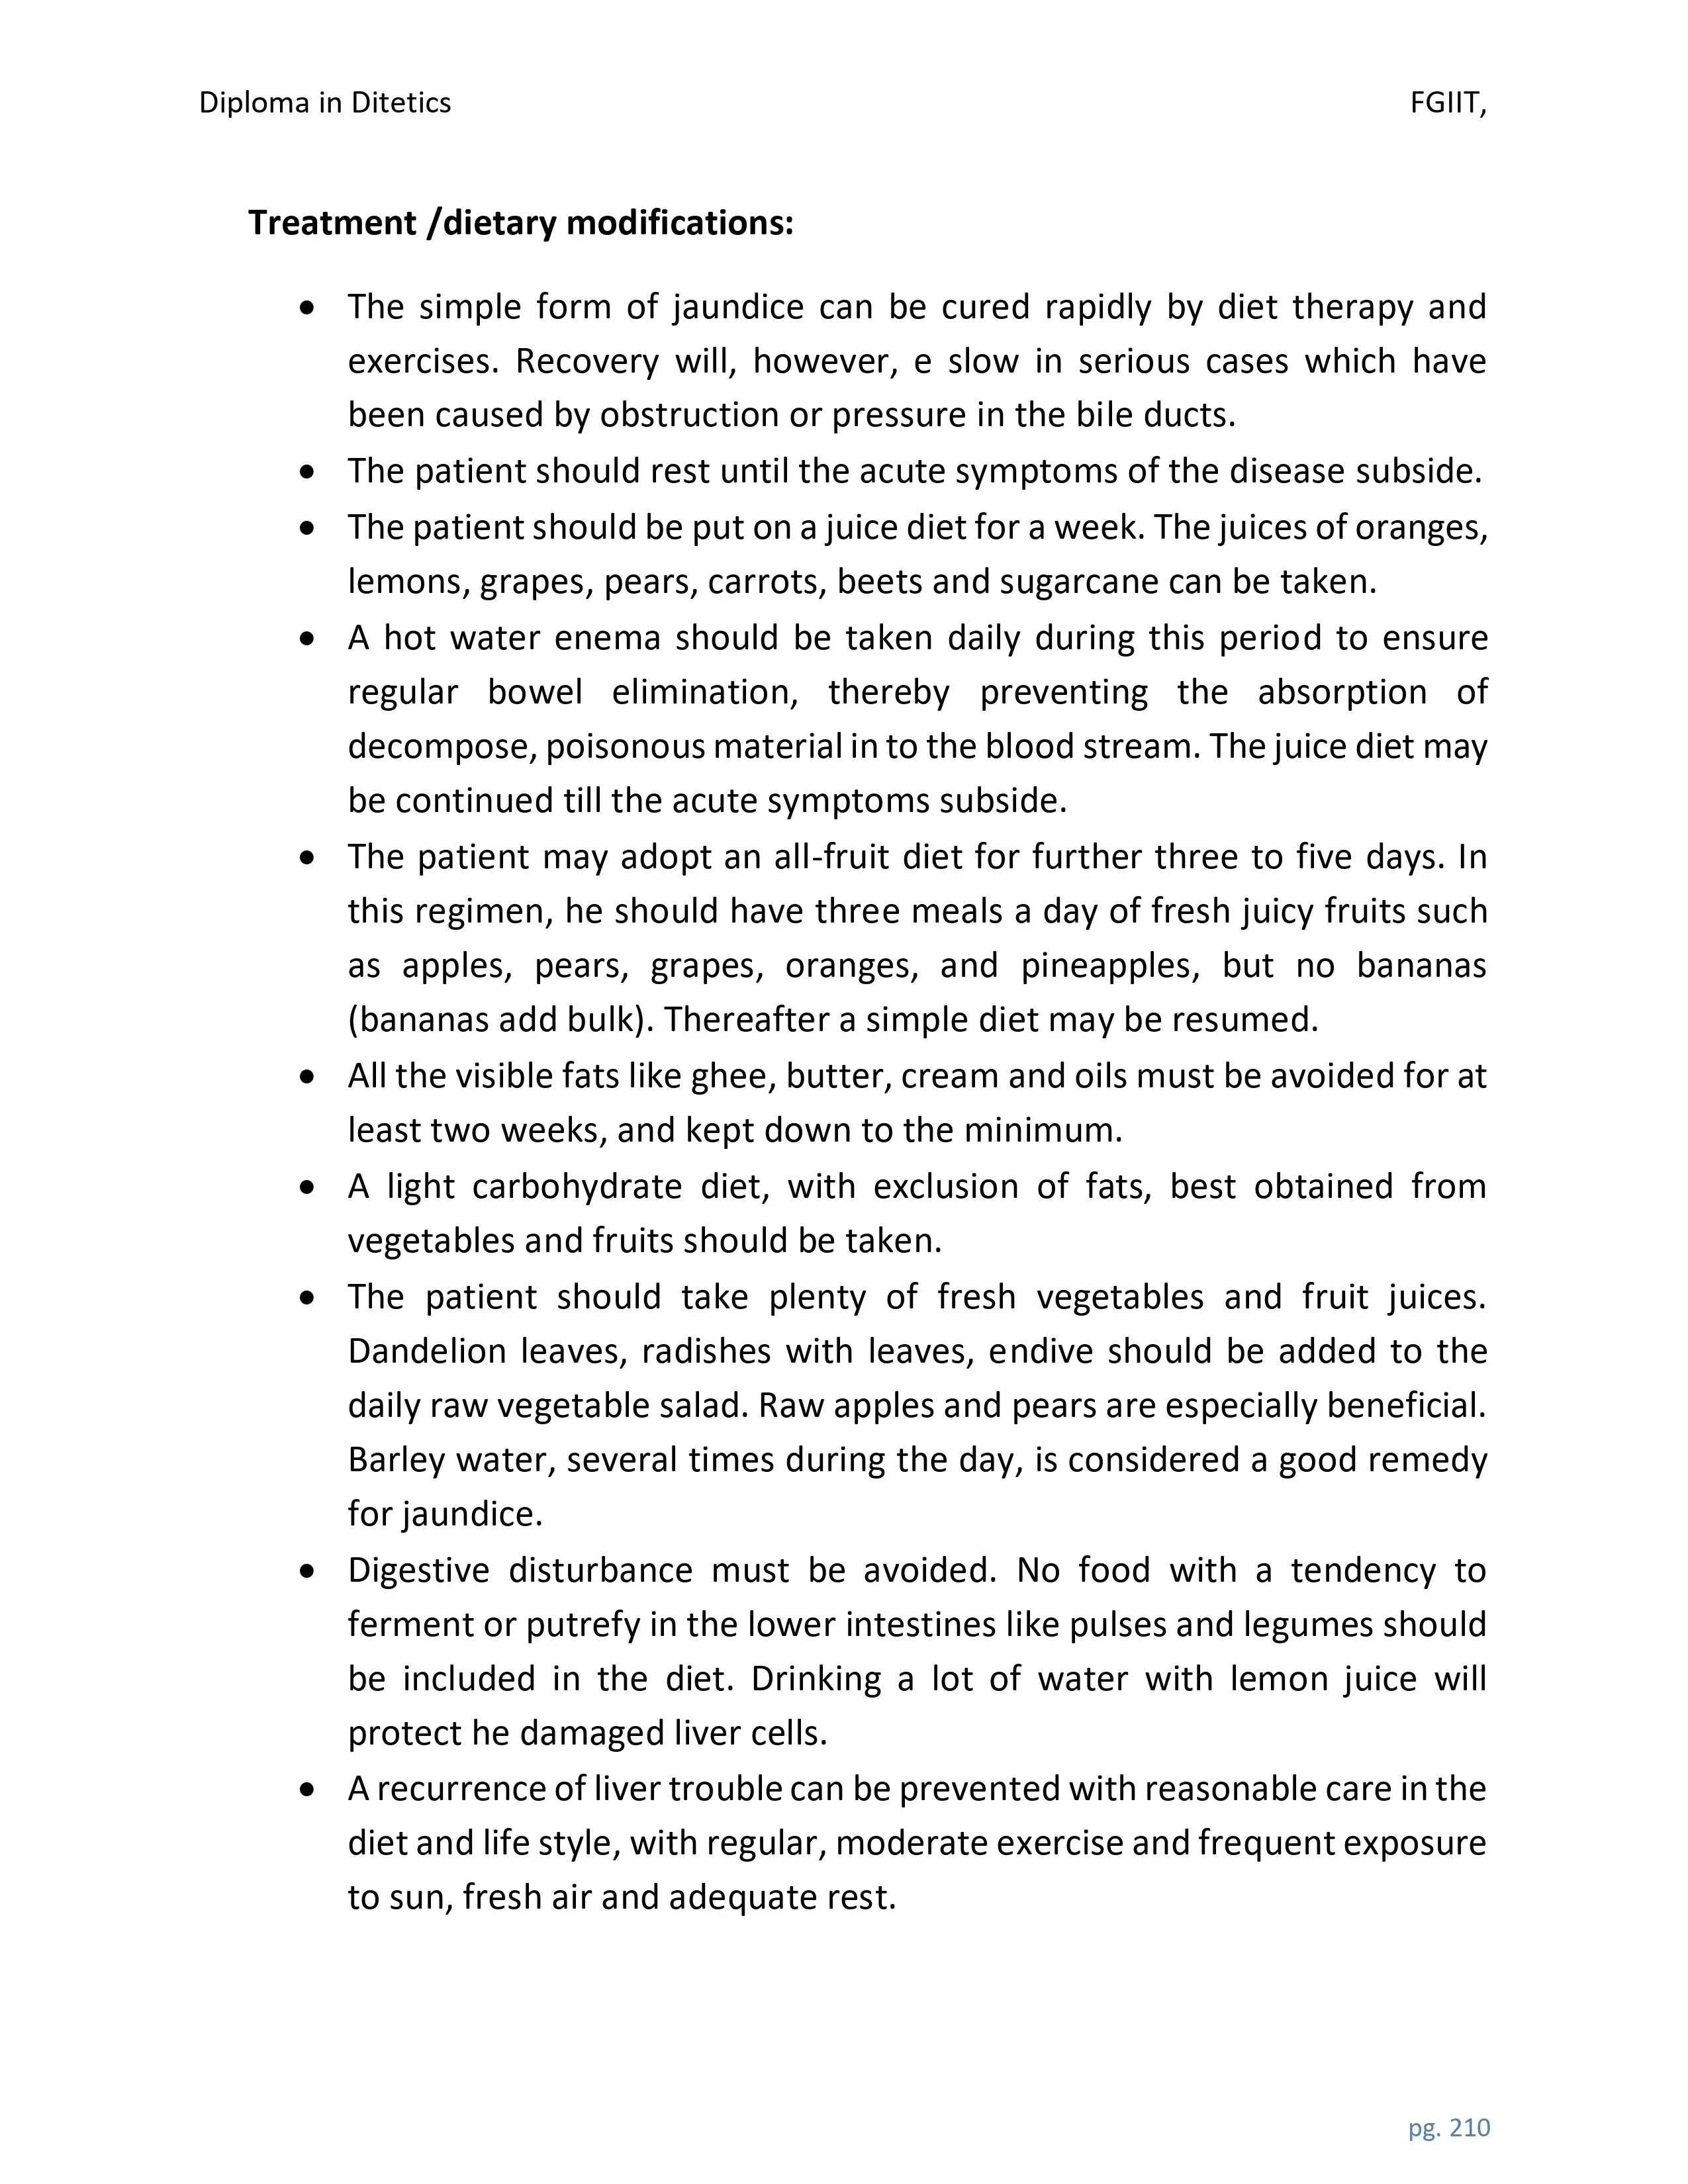 Diploma in Ditetics FGIIT,
Treatment /dietary modifications:
• The simple form of jaundice can be cured rapidly by diet therapy and
exercises. Recovery will, however, e slow in serious cases which have
been caused by obstruction or pressure in the bile ducts.
• The patient should rest until the acute symptoms of the disease subside.
• The patient should be put on a juice diet for a week. The juices of oranges,
lemons, grapes, pears, carrots, beets and sugarcane can be taken.
• A hot water enema should be taken daily during this period to ensure
regular bowel elimination, thereby preventing the absorption of
decompose, poisonous material in to the blood stream. The juice diet may
be continued till the acute symptoms subside.
• The patient may adopt an all-fruit diet for further three to five days. In
this regimen, he should have three meals a day of fresh juicy fruits such
as apples, pears, grapes, oranges, and pineapples, but no bananas
(bananas add bulk). Thereafter a simple diet may be resumed.
• All the visible fats like ghee, butter, cream and oils must be avoided for at
least two weeks, and kept down to the minimum.
• A light carbohydrate diet, with exclusion of fats, best obtained from
vegetables and fruits should be taken.
• The patient should take plenty of fresh vegetables and fruit juices.
Dandelion leaves, radishes with leaves, endive should be added to the
daily raw vegetable salad. Raw apples and pears are especially beneficial.
Barley water, several times during the day, is considered a good remedy
for jaundice.
• Digestive disturbance must be avoided. No food with a tendency to
ferment or putrefy in the lower intestines like pulses and legumes should
be included in the diet. Drinking a lot of water with lemon juice will
protect he damaged liver cells.
• A recurrence of liver trouble can be prevented with reasonable care in the
diet and life style, with regular, moderate exercise and frequent exposure
to sun, fresh air and adequate rest.
pg. 210